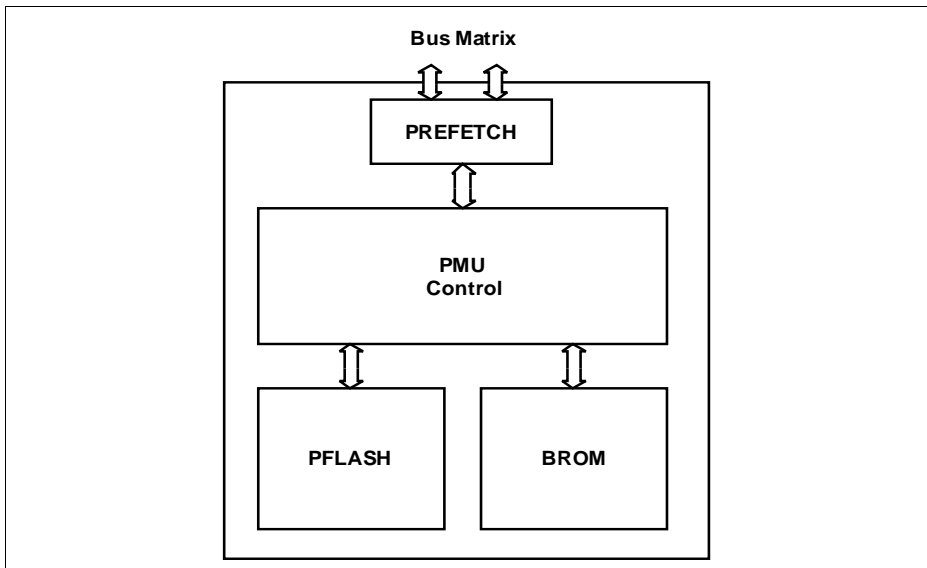 Bus Matrix
PREFETCH
PMU
Control
PFLASH
BROM